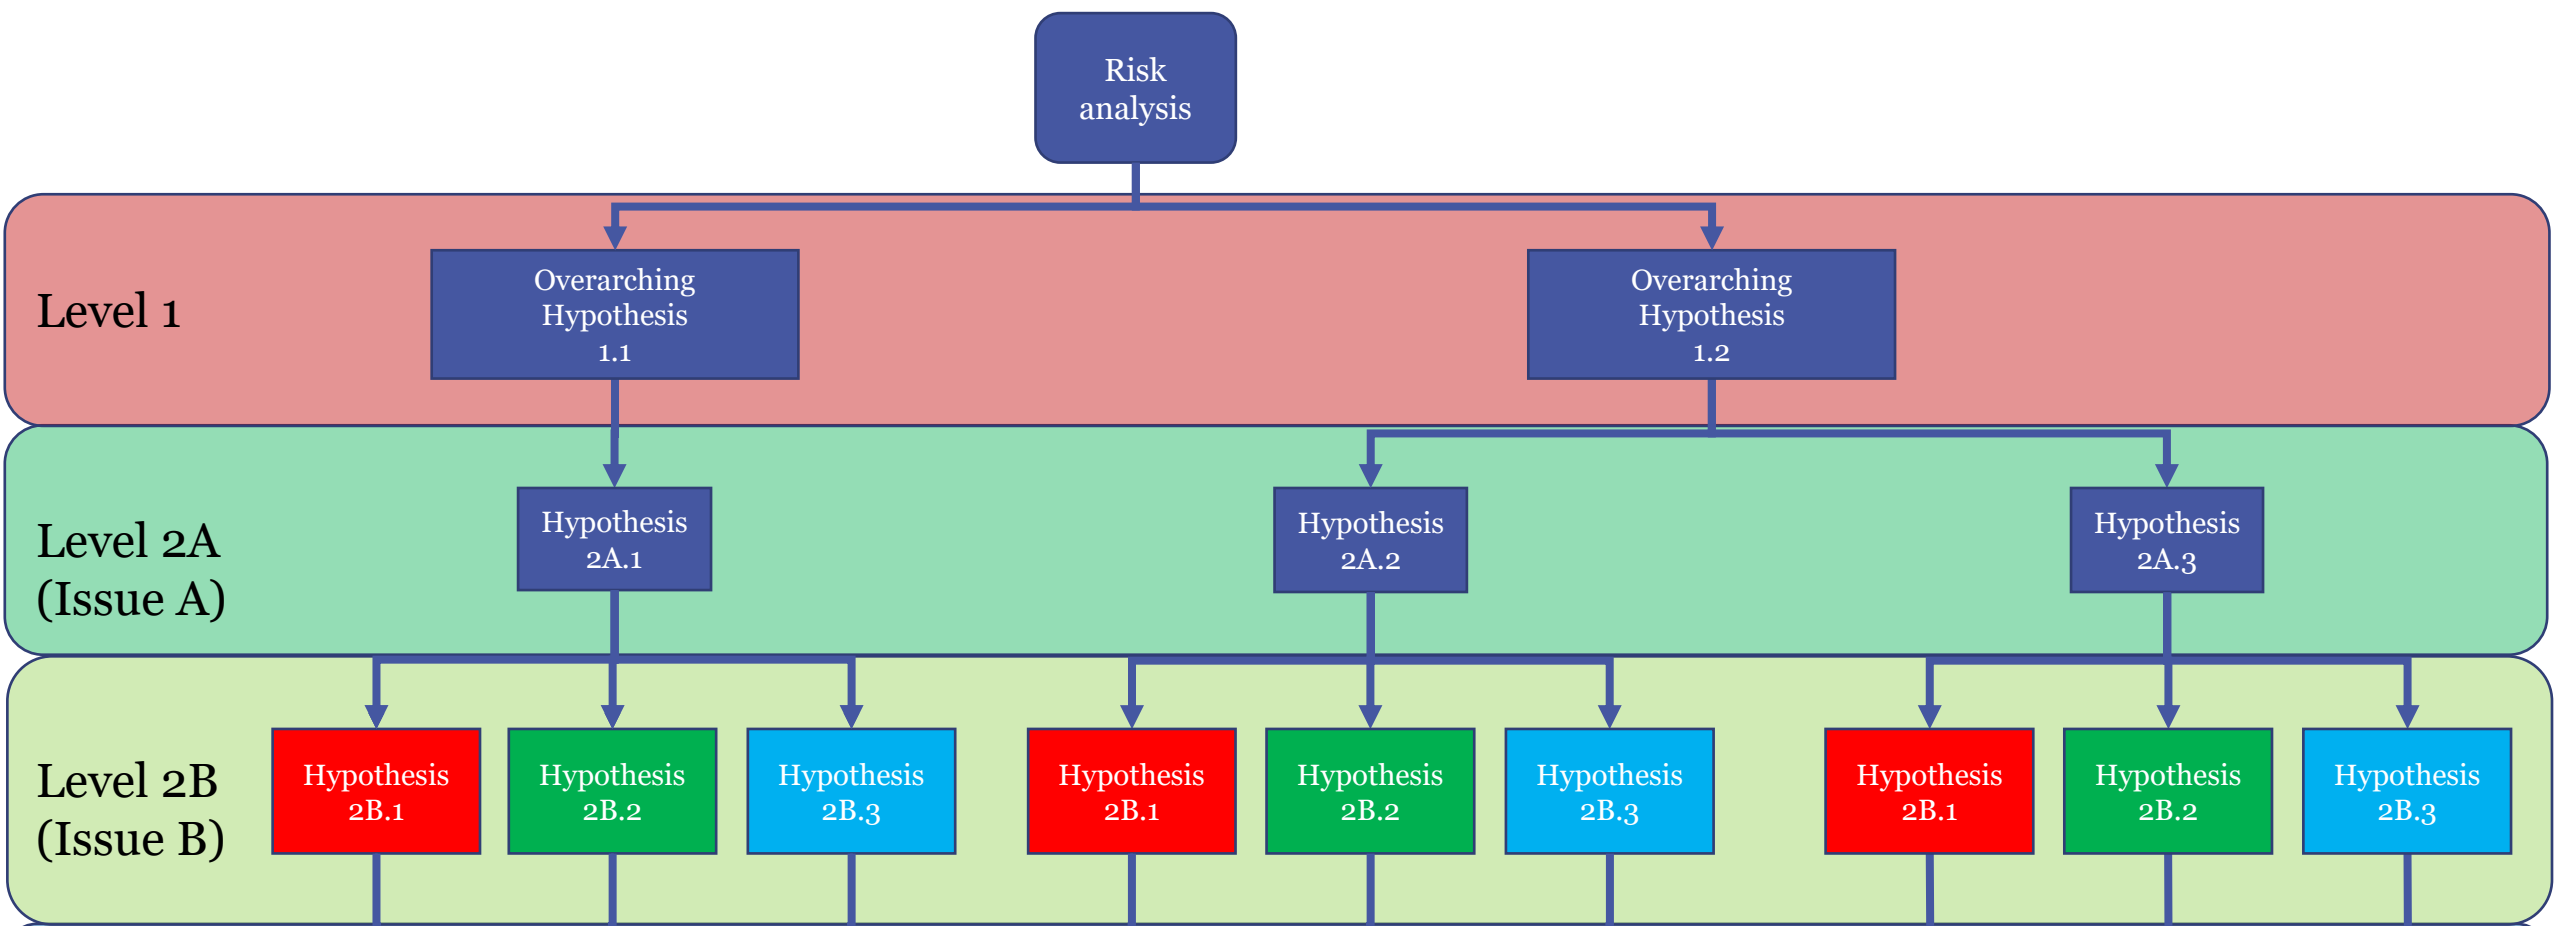 Risk
analysis
Level 1
Overarching
Hypothesis
1.1
Overarching
Hypothesis
1.2
Level 2A
(Issue A)
Hypothesis
2A.1
Hypothesis
2A.2
Hypothesis
2A.3
Level 2B
(Issue B)
Hypothesis
2B.1
Hypothesis
2B.2
Hypothesis
2B.3
Hypothesis
2B.1
Hypothesis
2B.2
Hypothesis
2B.3
Hypothesis
2B.1
Hypothesis
2B.2
Hypothesis
2B.3